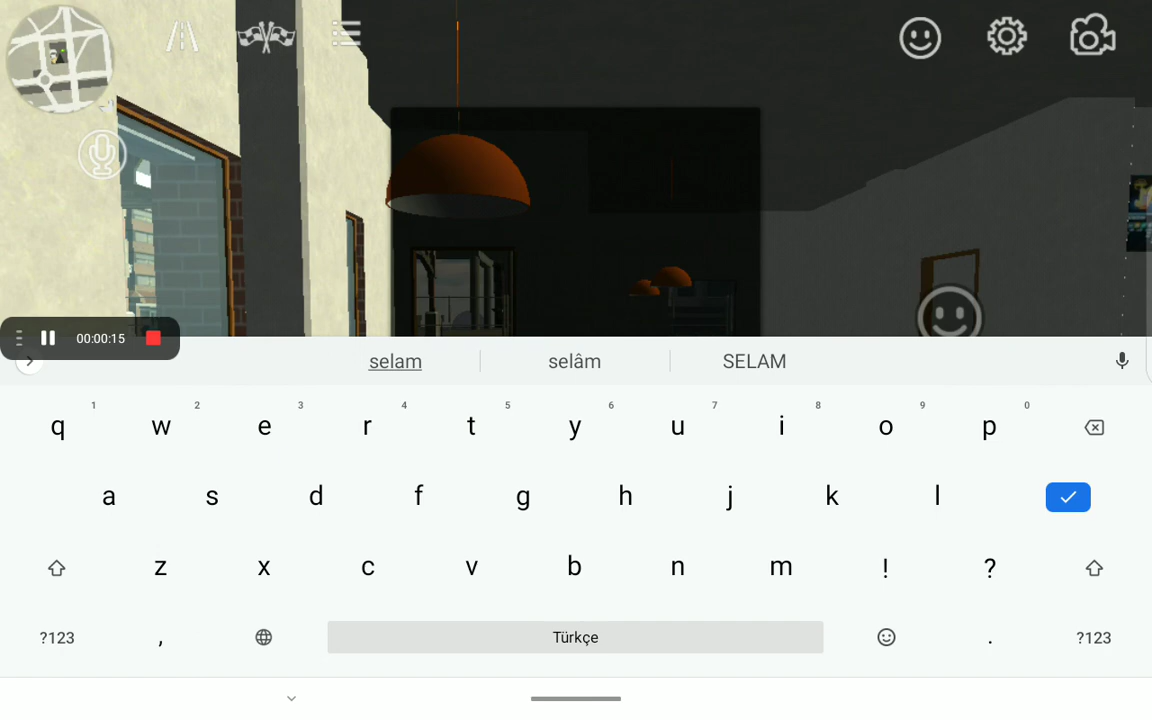 00:00:15
selam selâm SELAM
1 2 3 4 5 6 7 8 9 0
q w e r t y u i o p
a s d f g h j k l
z x c v b n m ! ?
?123 , Türkçe . ?123